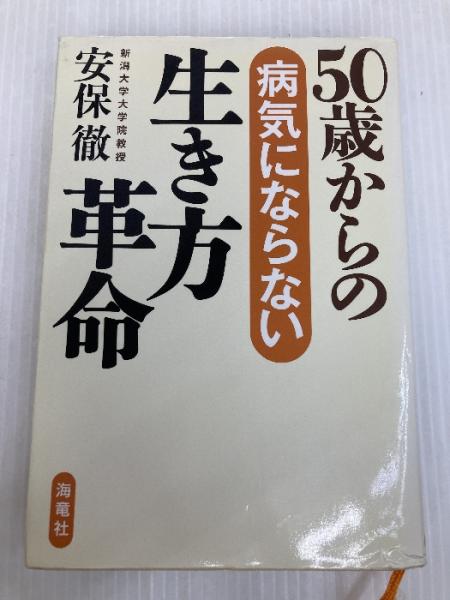 50歳からの
病気にならない
生き方
革命
新潟大学大学院教授
安保徹
海竜社